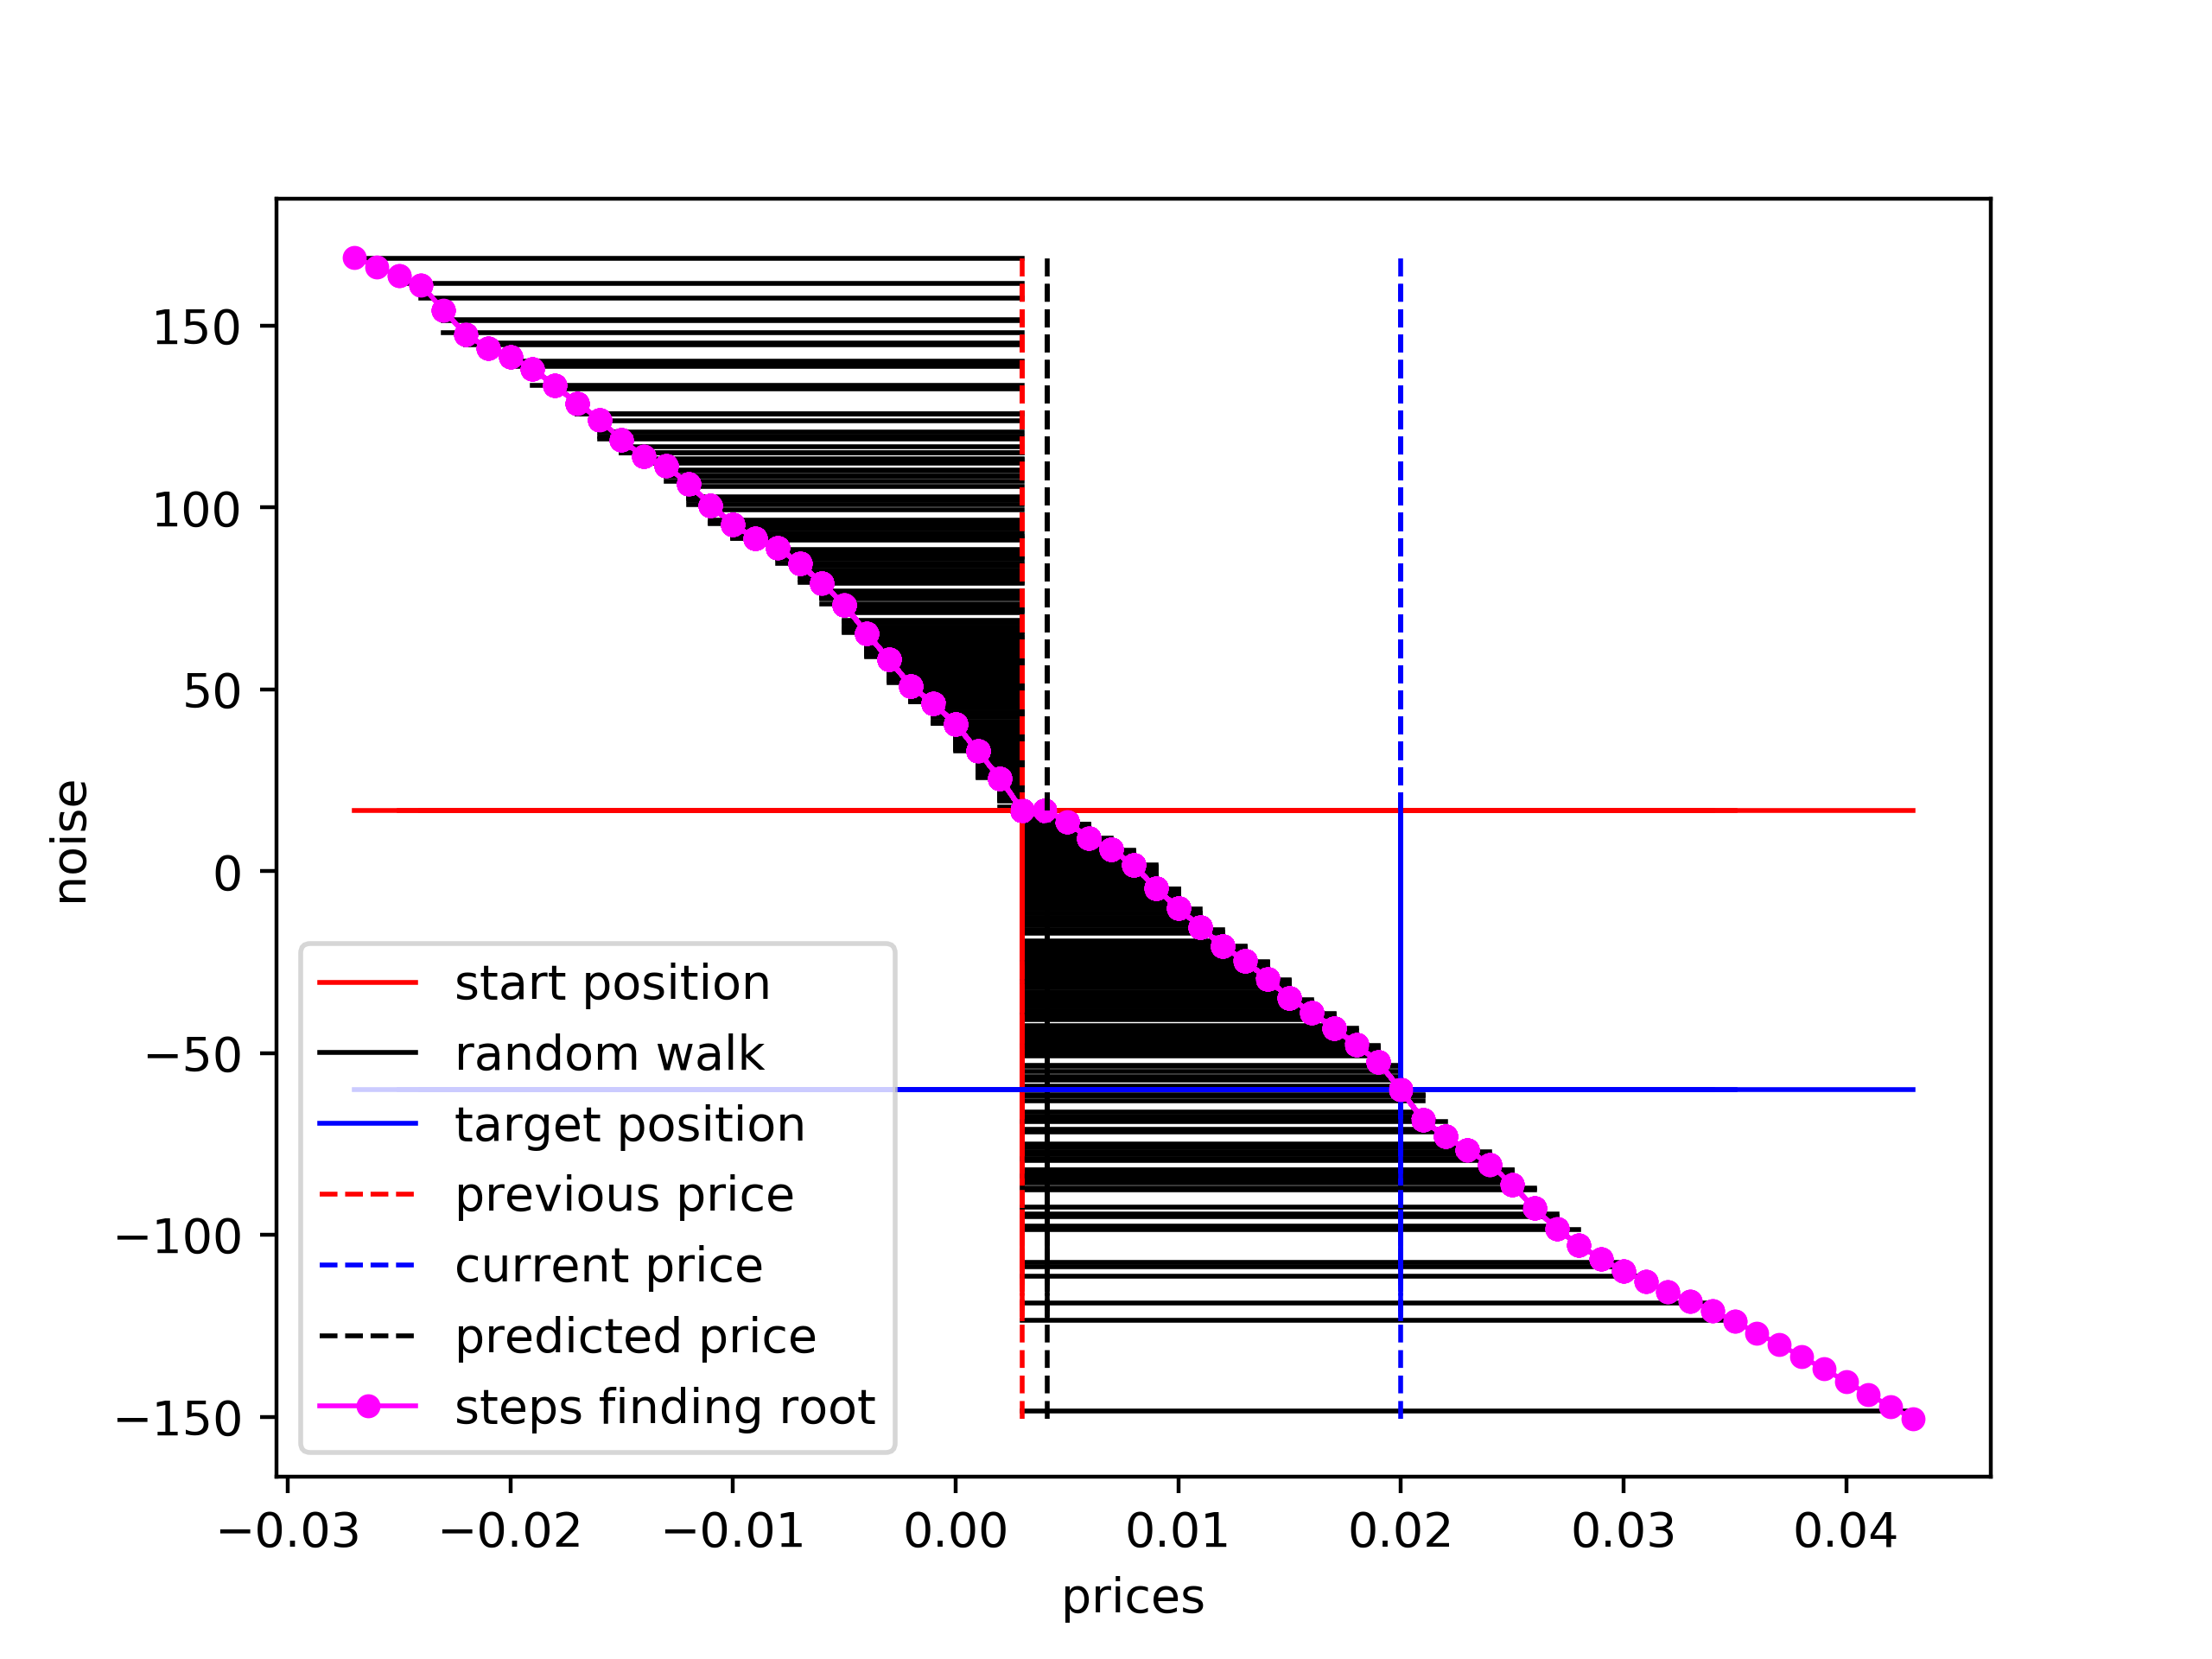 150
100
50
0
−50
−100
−150
noise
start position
random walk
target position
previous price
current price
predicted price
steps finding root
−0.03 −0.02 −0.01 0.00 0.01 0.02 0.03 0.04
prices